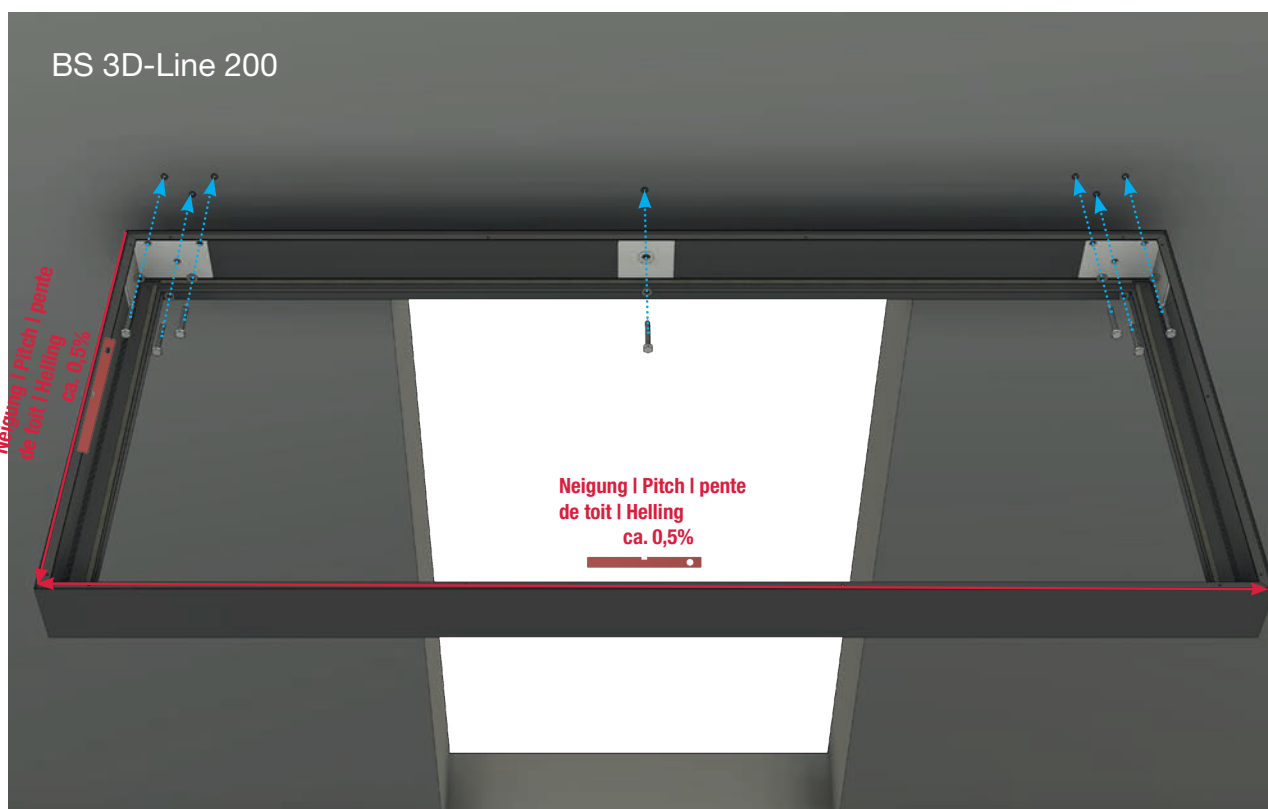 BS 3D-Line 200
Neigung | Pitch | pente
de toit | Helling
ca. 0,5%
Neigung | Pitch | pente
de toit | Helling
ca. 0,5%